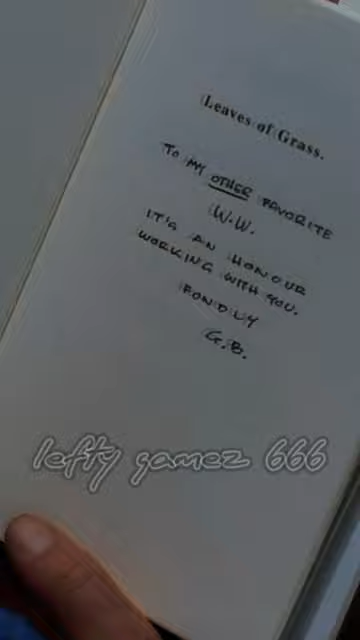 Leaves of Grass.
TO MY OTHER FAVORITE
W.W.
IT'S AN HONOUR
WORKING WITH YOU.
FONDLY
G.B.
lefty gamez 666